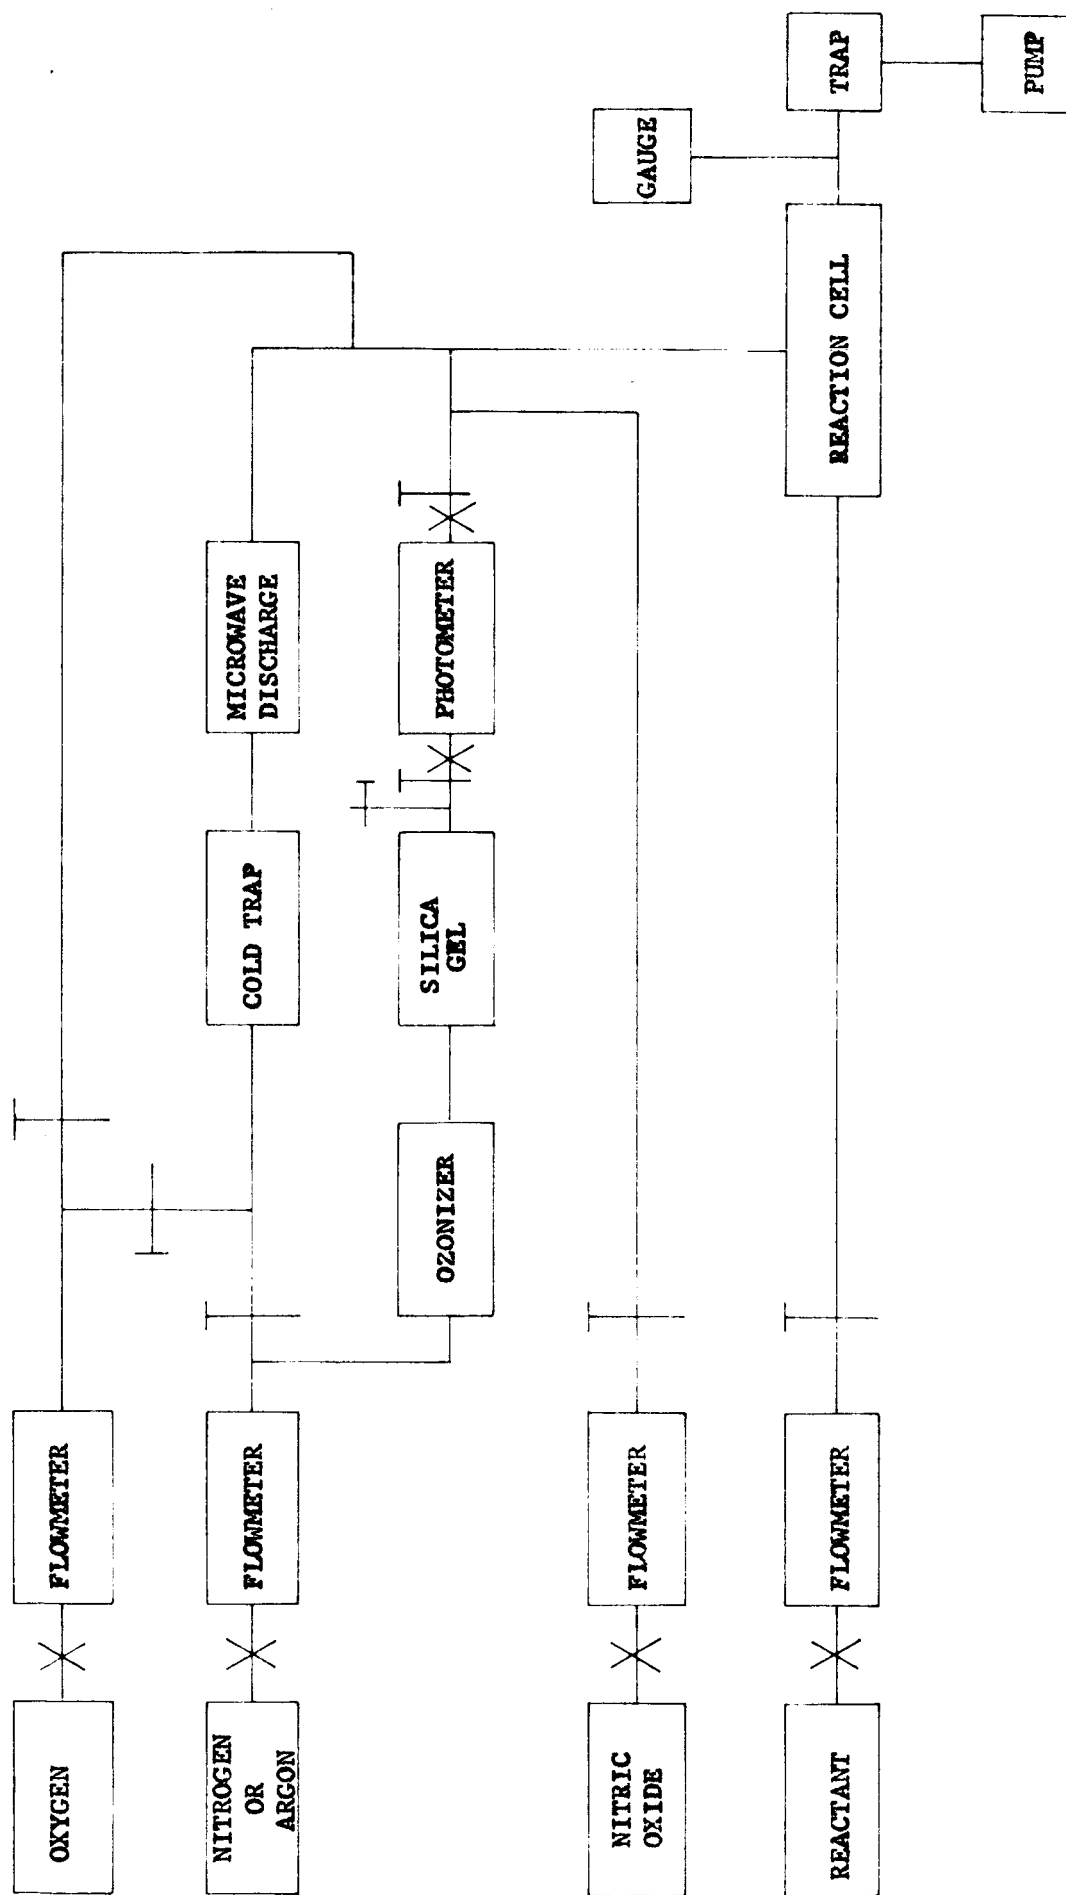 OXYGEN
FLOWMETER
NITROGEN
OR
ARGON
FLOWMETER
COLD TRAP
MICROWAVE
DISCHARGE
OZONIZER
SILICA
GEL
PHOTOMETER
NITRIC
OXIDE
FLOWMETER
GAUGE
REACTANT
FLOWMETER
REACTION CELL
TRAP
PUMP